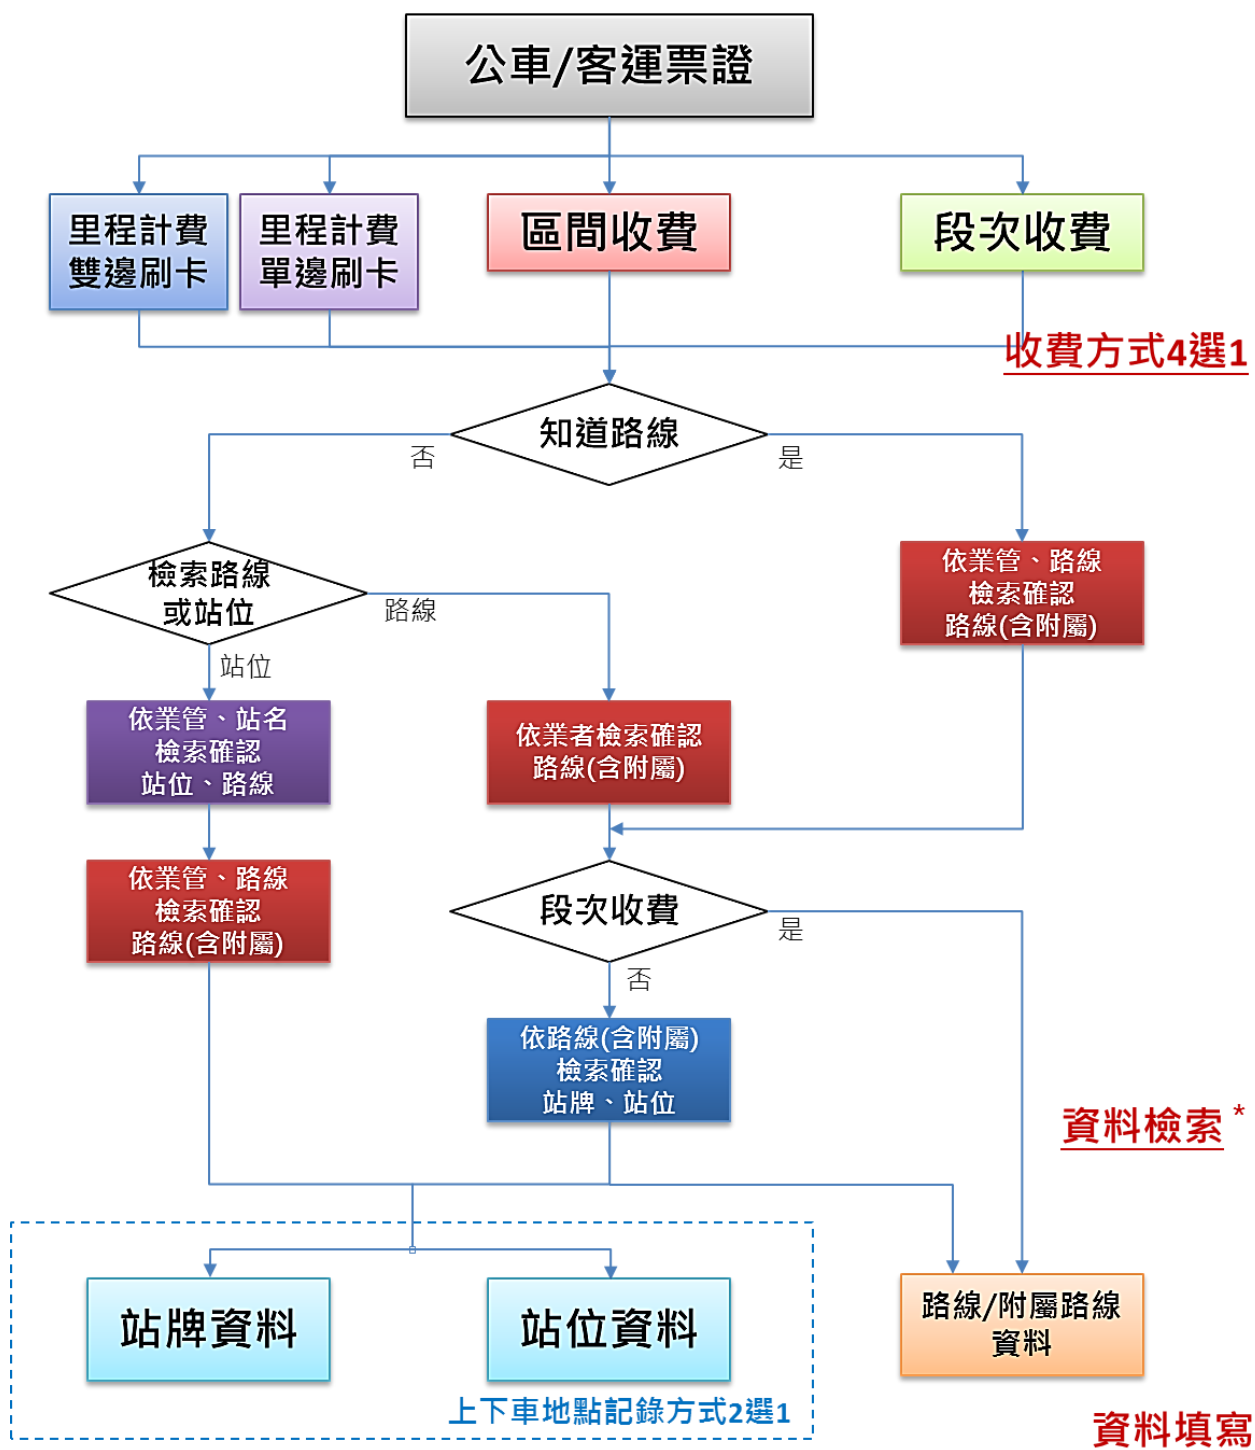 公車/客運票證
里程計費
雙邊刷卡
里程計費
單邊刷卡
區間收費
段次收費
收費方式4選1
知道路線
否
是
檢索路線
或站位
路線
站位
依業管、路線
檢索確認
路線(含附屬)
依業管、站名
檢索確認
站位、路線
依業者檢索確認
路線(含附屬)
依業管、路線
檢索確認
路線(含附屬)
段次收費
是
否
依路線(含附屬)
檢索確認
站牌、站位
資料檢索*
站牌資料
站位資料
路線/附屬路線
資料
上下車地點記錄方式2選1
資料填寫